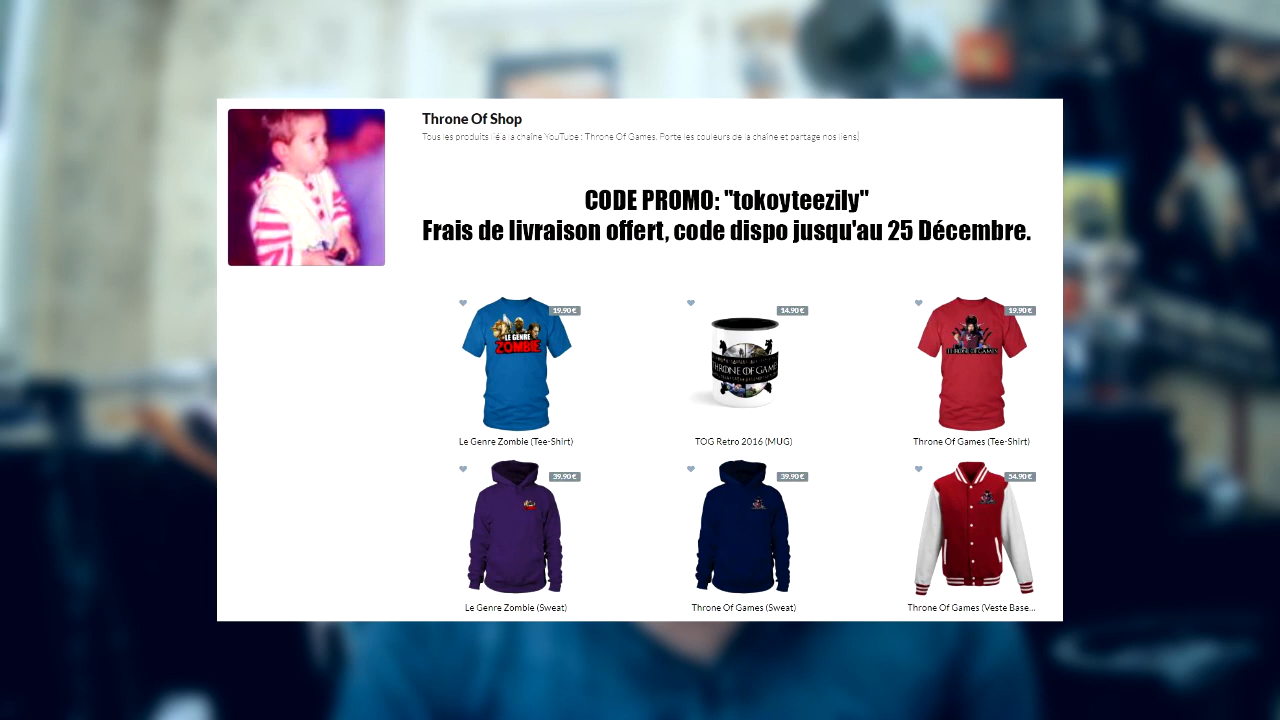 Throne Of Shop
Tous les produits lié a la chaine YouTube : Throne Of Games. Porte les couleurs de la chaîne et partage nos liens.
CODE PROMO: "tokoyteezily"
Frais de livraison offert, code dispo jusqu'au 25 Décembre.
19.90 €
14.90 €
19.90 €
LE GENRE
ZOMBIE
THRONE OF GAMES
THRONE OF GAMES
Le Genre Zombie (Tee-Shirt)
TOG Retro 2016 (MUG)
Throne Of Games (Tee-Shirt)
39.90 €
39.90 €
54.90 €
Le Genre Zombie (Sweat)
Throne Of Games (Sweat)
Throne Of Games (Veste Base...